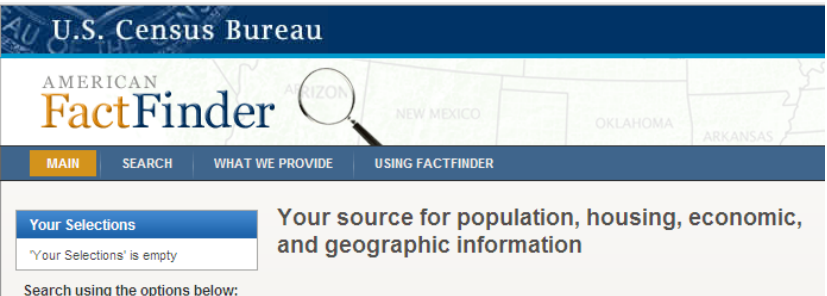 U.S. Census Bureau
AMERICAN
FactFinder
ARIZON
NEW MEXICO
OKLAHOMA
ARKANSAS
MAIN SEARCH WHAT WE PROVIDE USING FACTFINDER
Your Selections
'Your Selections' is empty
Search using the options below:
Your source for population, housing, economic,
and geographic information